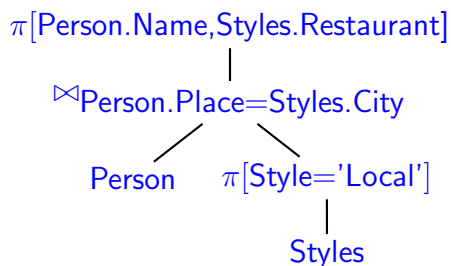 π[Person.Name,Styles.Restaurant]
⋈Person.Place=Styles.City
Person π[Style='Local']
Styles